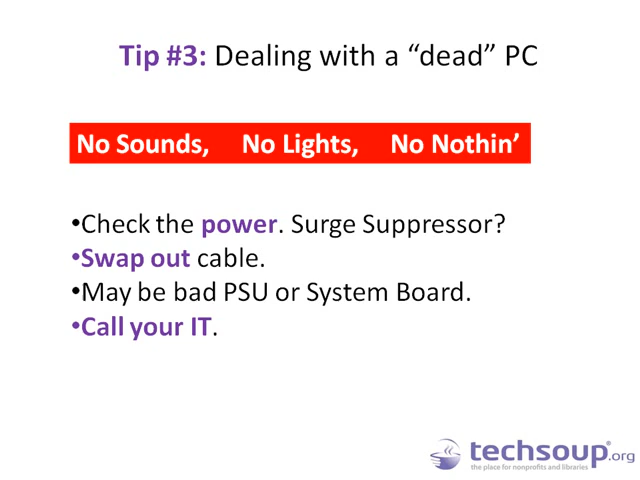 Tip #3: Dealing with a “dead” PC
No Sounds, No Lights, No Nothin’
•Check the power. Surge Suppressor?
•Swap out cable.
•May be bad PSU or System Board.
•Call your IT.
techsoup®.org
the place for nonprofits and libraries